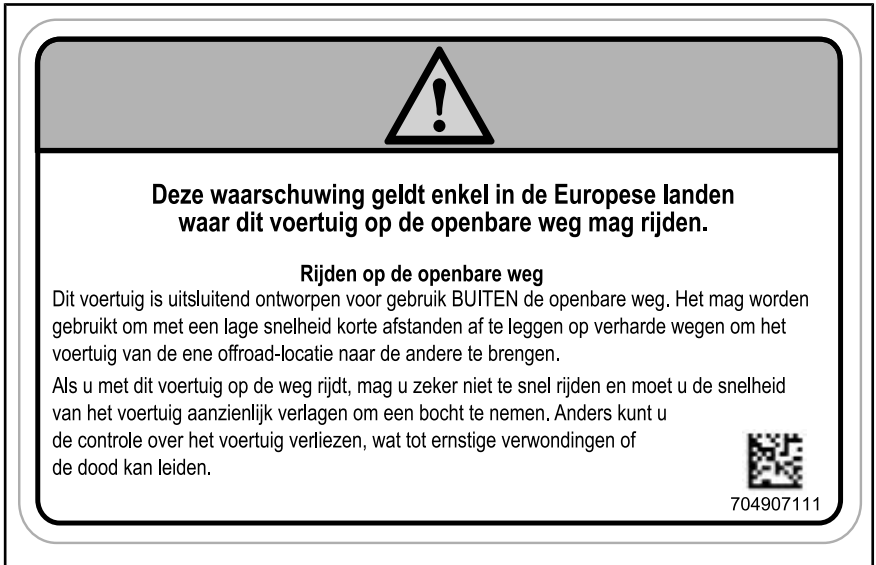 Deze waarschuwing geldt enkel in de Europese landen
waar dit voertuig op de openbare weg mag rijden.
Rijden op de openbare weg
Dit voertuig is uitsluitend ontworpen voor gebruik BUITEN de openbare weg. Het mag worden
gebruikt om met een lage snelheid korte afstanden af te leggen op verharde wegen om het
voertuig van de ene offroad-locatie naar de andere te brengen.
Als u met dit voertuig op de weg rijdt, mag u zeker niet te snel rijden en moet u de snelheid
van het voertuig aanzienlijk verlagen om een bocht te nemen. Anders kunt u
de controle over het voertuig verliezen, wat tot ernstige verwondingen of
de dood kan leiden.
704907111